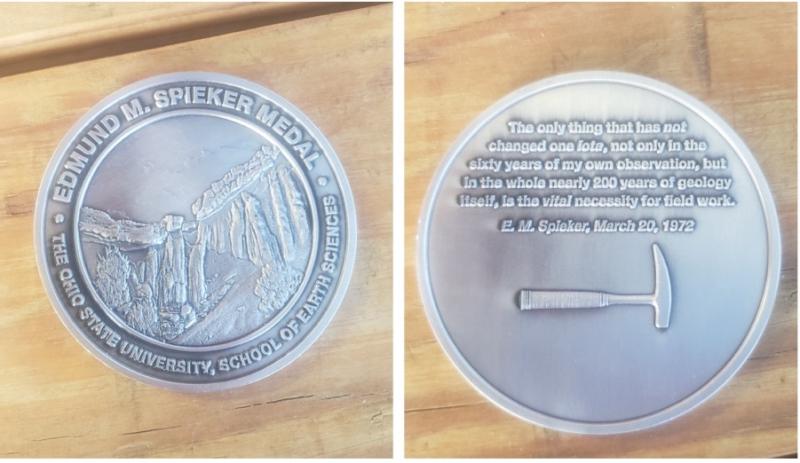 EDMUND M. SPIEKER MEDAL
THE OHIO STATE UNIVERSITY, SCHOOL OF EARTH SCIENCES
The only thing that has not
changed one iota, not only in the
sixty years of my own observation, but
in the whole nearly 200 years of geology
itself, is the vital necessity for field work.
E. M. Spieker, March 20, 1972